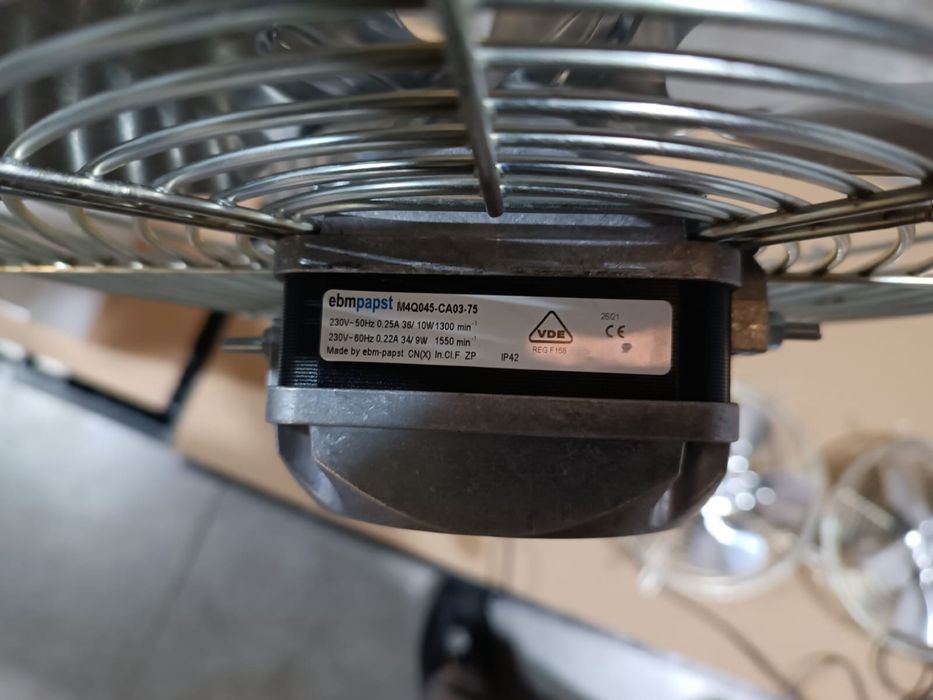 ebmpapst M4Q045-CA03-75
230V~50Hz 0.25A 36/ 10W 1300 min⁻¹
230V~60Hz 0.22A 34/ 9W 1550 min⁻¹
Made by ebm-papst CN(X) In.Cl.F. ZP IP42
VDE
REG F158
25/21
CE